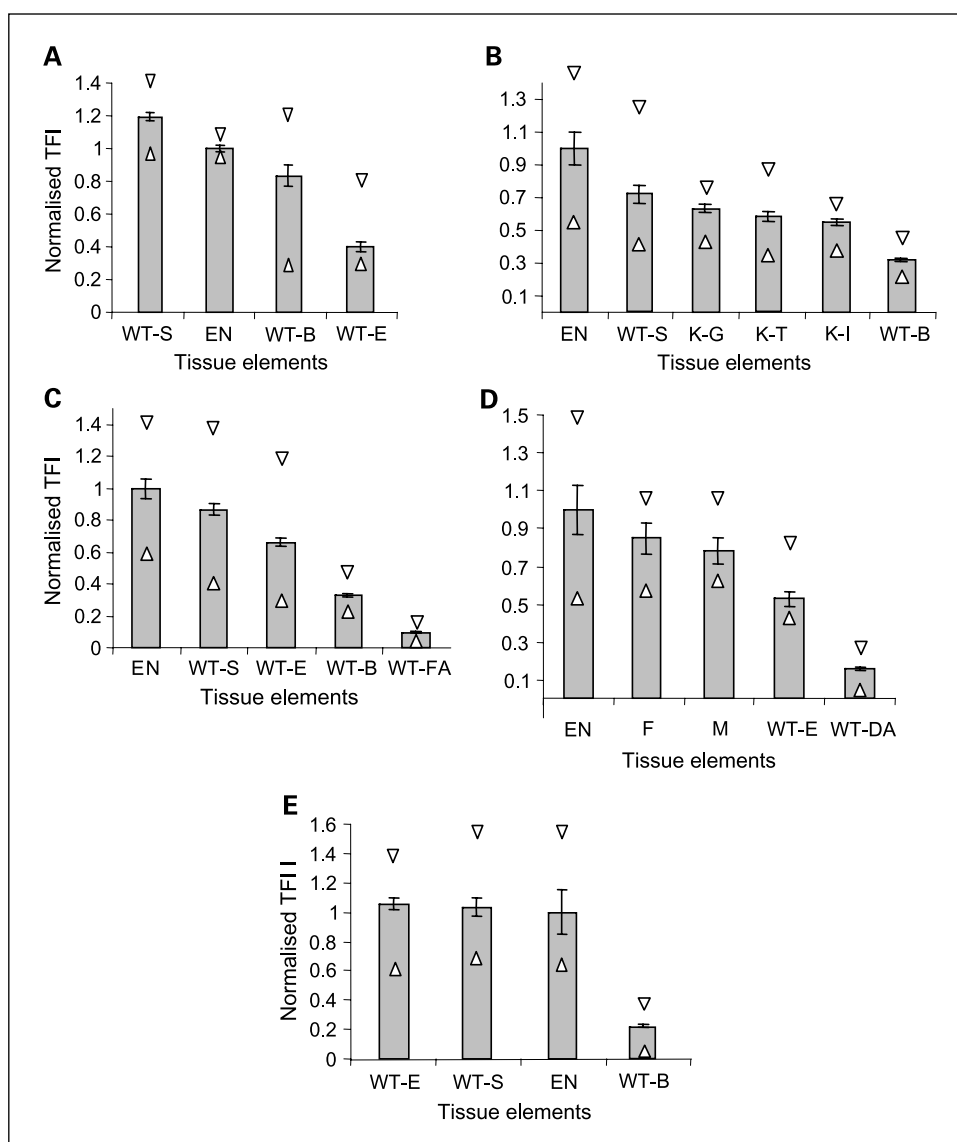 A
Normalised TFI
1.4
1.2
1
0.8
0.6
0.4
0.2
0
WT-S EN WT-B WT-E
Tissue elements
B
1.3
1.1
0.9
0.7
0.5
0.3
0.1
EN WT-S K-G K-T K-I WT-B
Tissue elements
C
Normalised TFI
1.4
1.2
1
0.8
0.6
0.4
0.2
0
EN WT-S WT-E WT-B WT-FA
Tissue elements
D
1.5
1.3
1.1
0.9
0.7
0.5
0.3
0.1
EN F M WT-E WT-DA
Tissue elements
E
Normalised TFI I
1.6
1.4
1.2
1
0.8
0.6
0.4
0.2
0
WT-E WT-S EN WT-B
Tissue elements